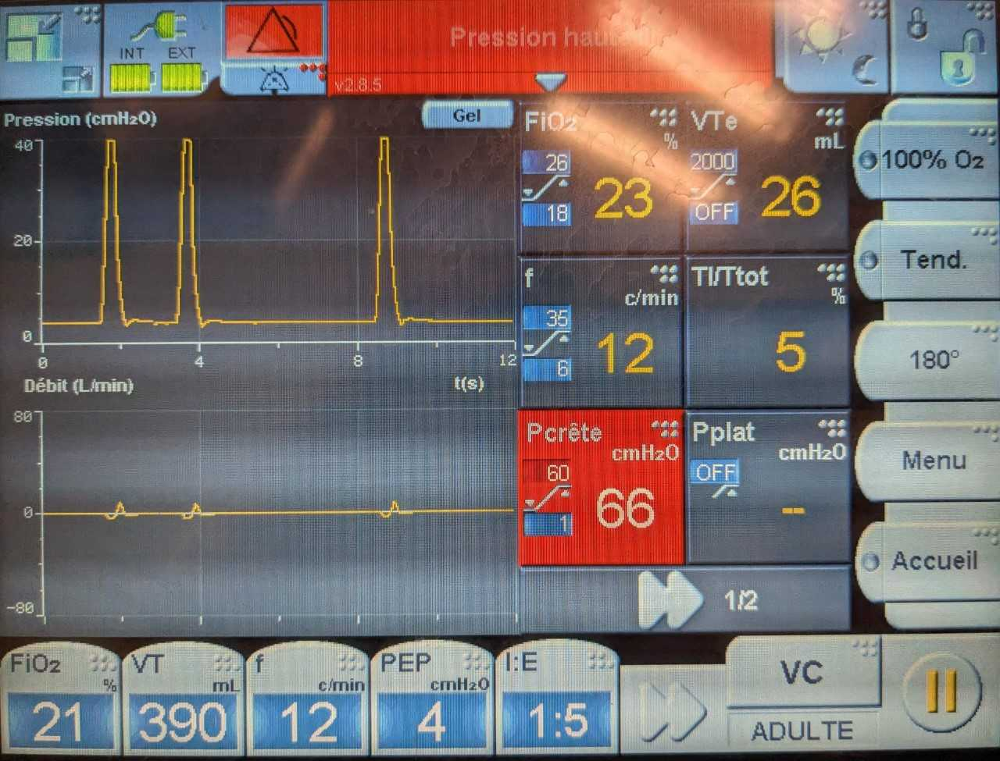 INT EXT
Pression haute
v2.8.5
Pression (cmH₂O)
Gel
40
20
0
0 4 8 12
t(s)
Débit (L/min)
80
0
-80
FiO₂
%
26
18
23
VTe
mL
2000
OFF
26
f
c/min
35
6
12
TI/Ttot
%
5
Pcrête
cmH₂O
60
1
66
Pplat
cmH₂O
OFF
--
1/2
100% O₂
Tend.
180°
Menu
Accueil
FiO₂
%
21
VT
mL
390
f
c/min
12
PEP
cmH₂O
4
I:E
1:5
VC
ADULTE